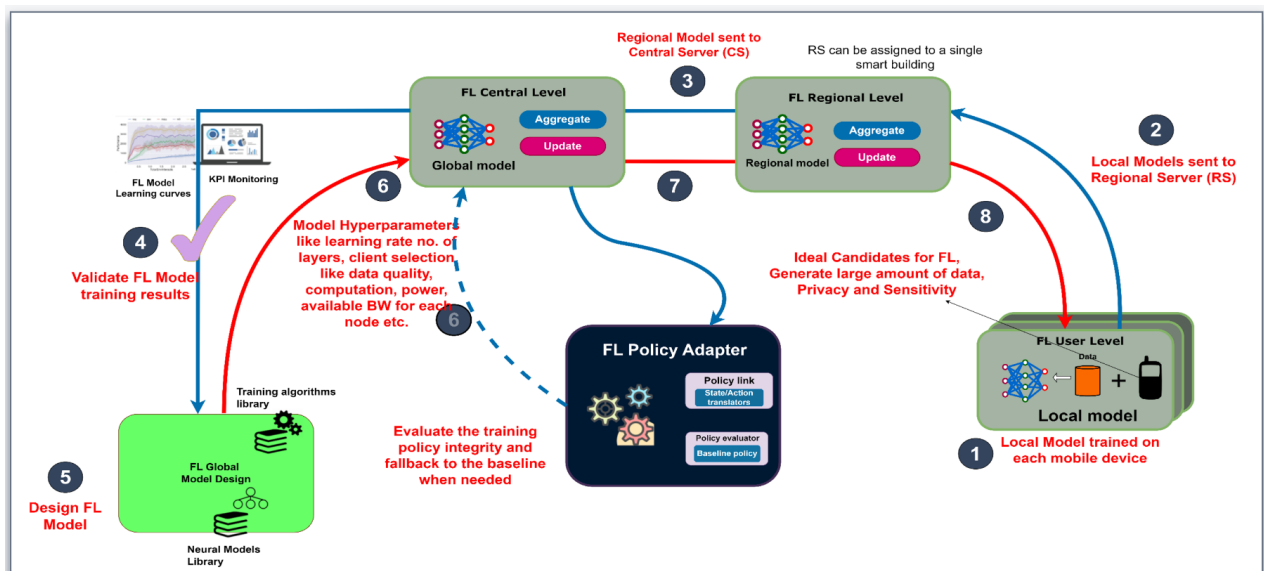 Regional Model sent to
Central Server (CS)
3
RS can be assigned to a single
smart building
FL Central Level
Aggregate
Update
Global model
FL Regional Level
Aggregate
Update
Regional model
2
Local Models sent to
Regional Server (RS)
FL Model
Learning curves
KPI Monitoring
4
Validate FL Model
training results
6
7
8
Model Hyperparameters
like learning rate no. of
layers, client selection
like data quality,
computation, power,
available BW for each
node etc.
6
Ideal Candidates for FL,
Generate large amount of data,
Privacy and Sensitivity
FL Policy Adapter
Policy link
State/Action
translators
Policy evaluator
Baseline policy
Evaluate the training
policy integrity and
fallback to the baseline
when needed
FL User Level
Data
+
Local model
1
Local Model trained on
each mobile device
Training algorithms
library
FL Global
Model Design
Neural Models
Library
5
Design FL
Model